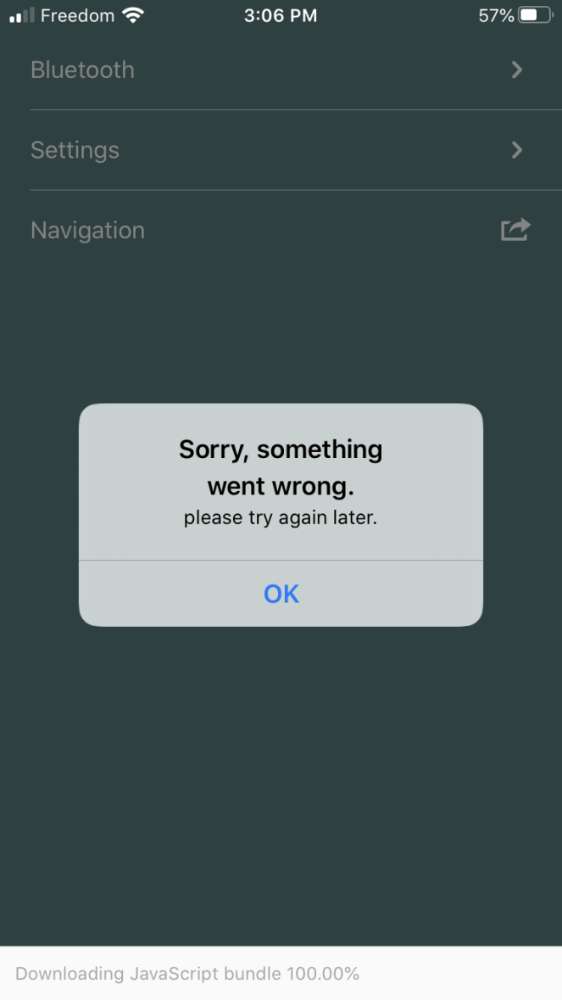 Freedom 3:06 PM 57%
Bluetooth
Settings
Navigation
Sorry, something
went wrong.
please try again later.
OK
Downloading JavaScript bundle 100.00%